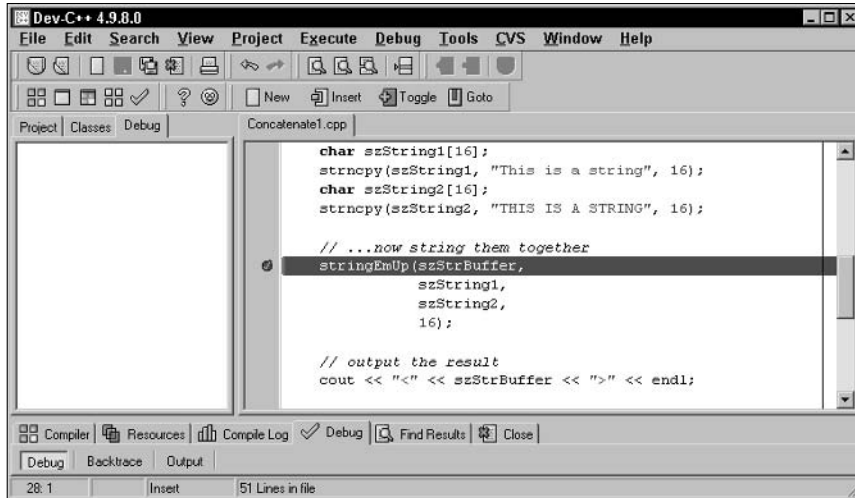 Dev-C++ 4.9.8.0
File Edit Search View Project Execute Debug Tools CVS Window Help
New Insert Toggle Goto
Project Classes Debug Concatenate1.cpp
char szString1[16];
strncpy(szString1, "This is a string", 16);
char szString2[16];
strncpy(szString2, "THIS IS A STRING", 16);
// ...now string them together
stringEmUp(szStrBuffer,
szString1,
szString2,
16);
// output the result
cout << "<" << szStrBuffer << ">" << endl;
Compiler Resources Compile Log Debug Find Results Close
Debug Backtrace Output
28: 1 Insert 51 Lines in file